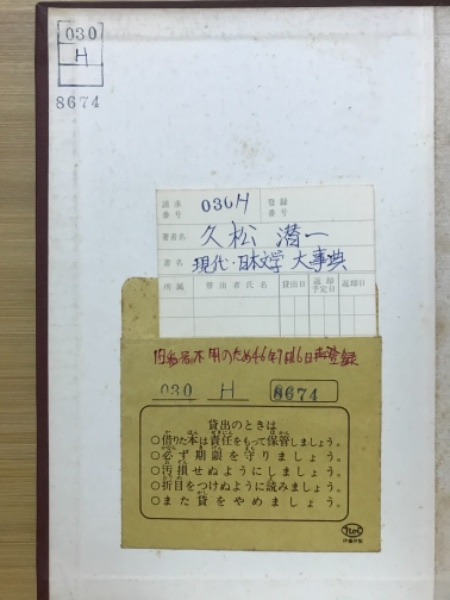 030
H
8674
請求
番号
030H
登録
番号
著者名 久松 潜一
書名 現代・日本文学 大事典
所属 貸出者氏名 貸出日 返却予定日 返却日
不用のため46年7月16日再登録
030 H 8674
貸出のときは
○借りた本は責任をもって保管しましょう。
○必ず期限を守りましょう。
○汚損せぬようにしましょう。
○折目をつけぬように読みましょう。
○また貸をやめましょう。